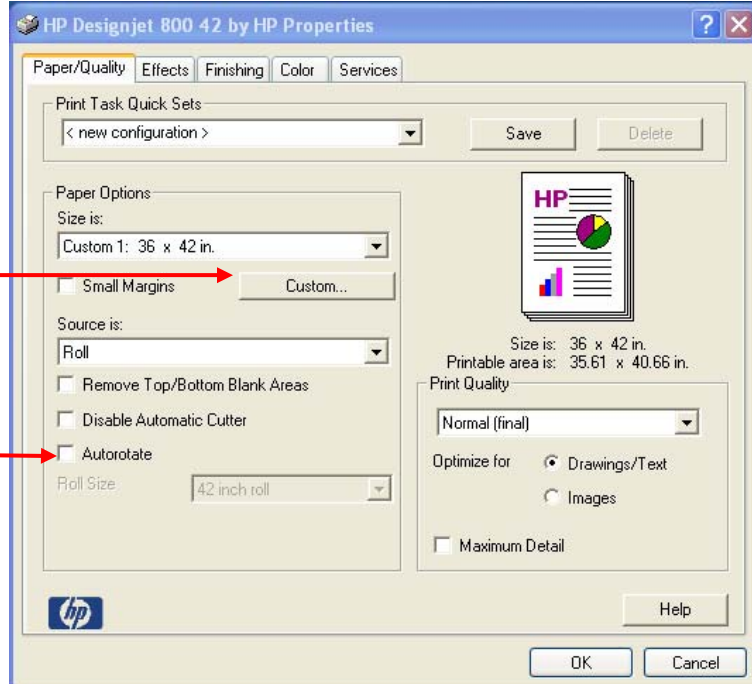 HP Designjet 800 42 by HP Properties
Paper/Quality Effects Finishing Color Services
Print Task Quick Sets
< new configuration >
Save
Delete
Paper Options
Size is:
Custom 1: 36 x 42 in.
Small Margins
Custom...
Source is:
Roll
Remove Top/Bottom Blank Areas
Disable Automatic Cutter
Autorotate
Roll Size
42 inch roll
HP
Size is: 36 x 42 in.
Printable area is: 35.61 x 40.66 in.
Print Quality
Normal (final)
Optimize for
Drawings/Text
Images
Maximum Detail
hp
Help
OK
Cancel